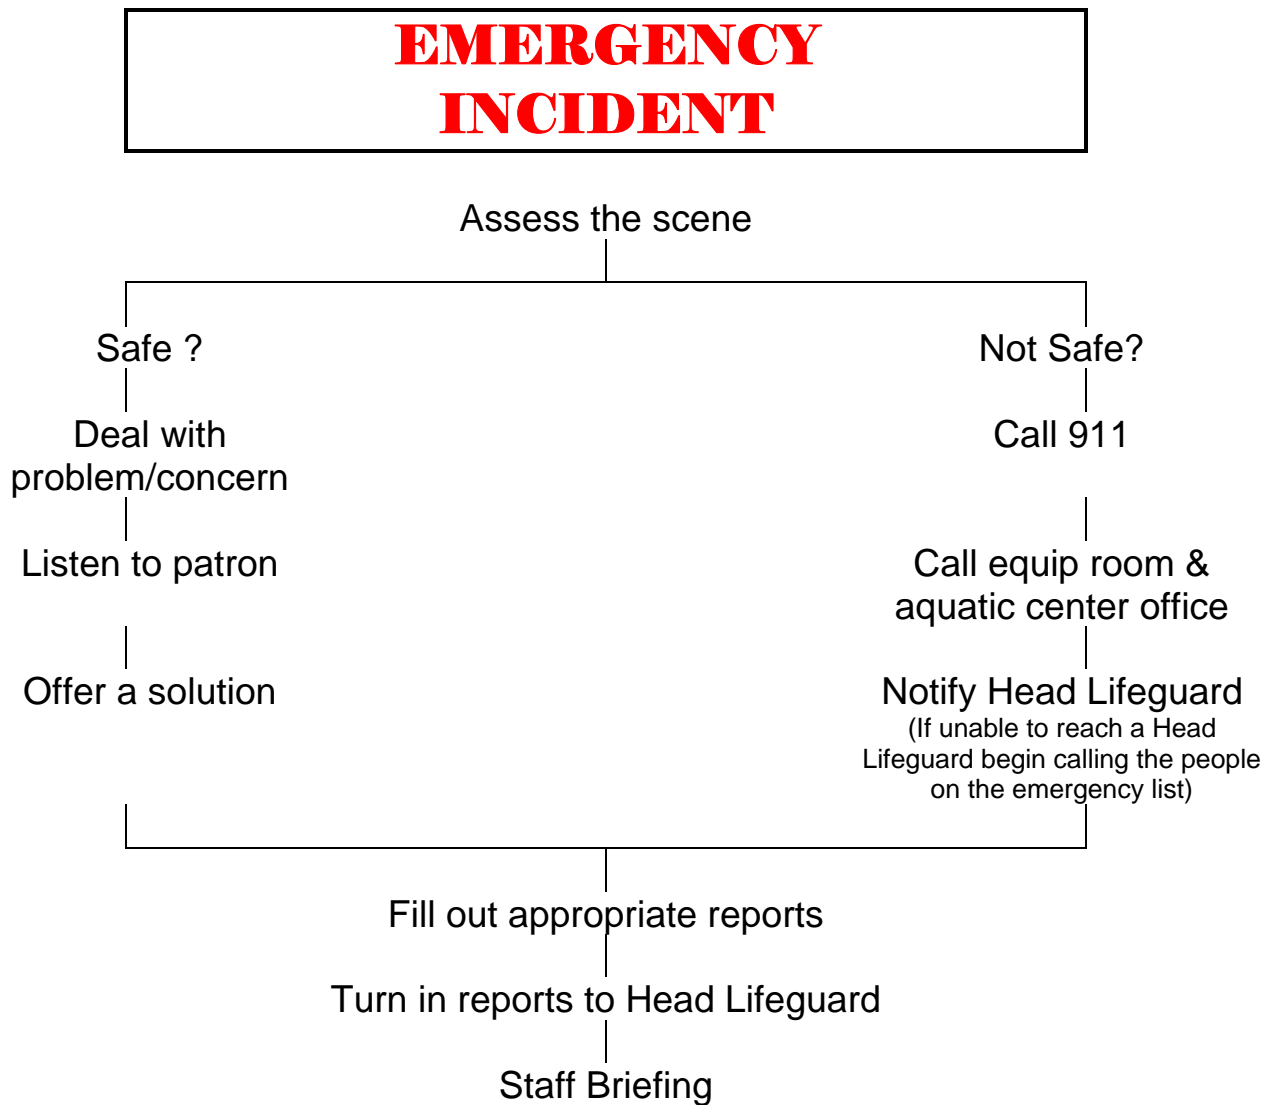 EMERGENCY
INCIDENT
Assess the scene
Safe ?
Not Safe?
Deal with
problem/concern
Call 911
Listen to patron
Call equip room &
aquatic center office
Offer a solution
Notify Head Lifeguard
(If unable to reach a Head
Lifeguard begin calling the people
on the emergency list)
Fill out appropriate reports
Turn in reports to Head Lifeguard
Staff Briefing